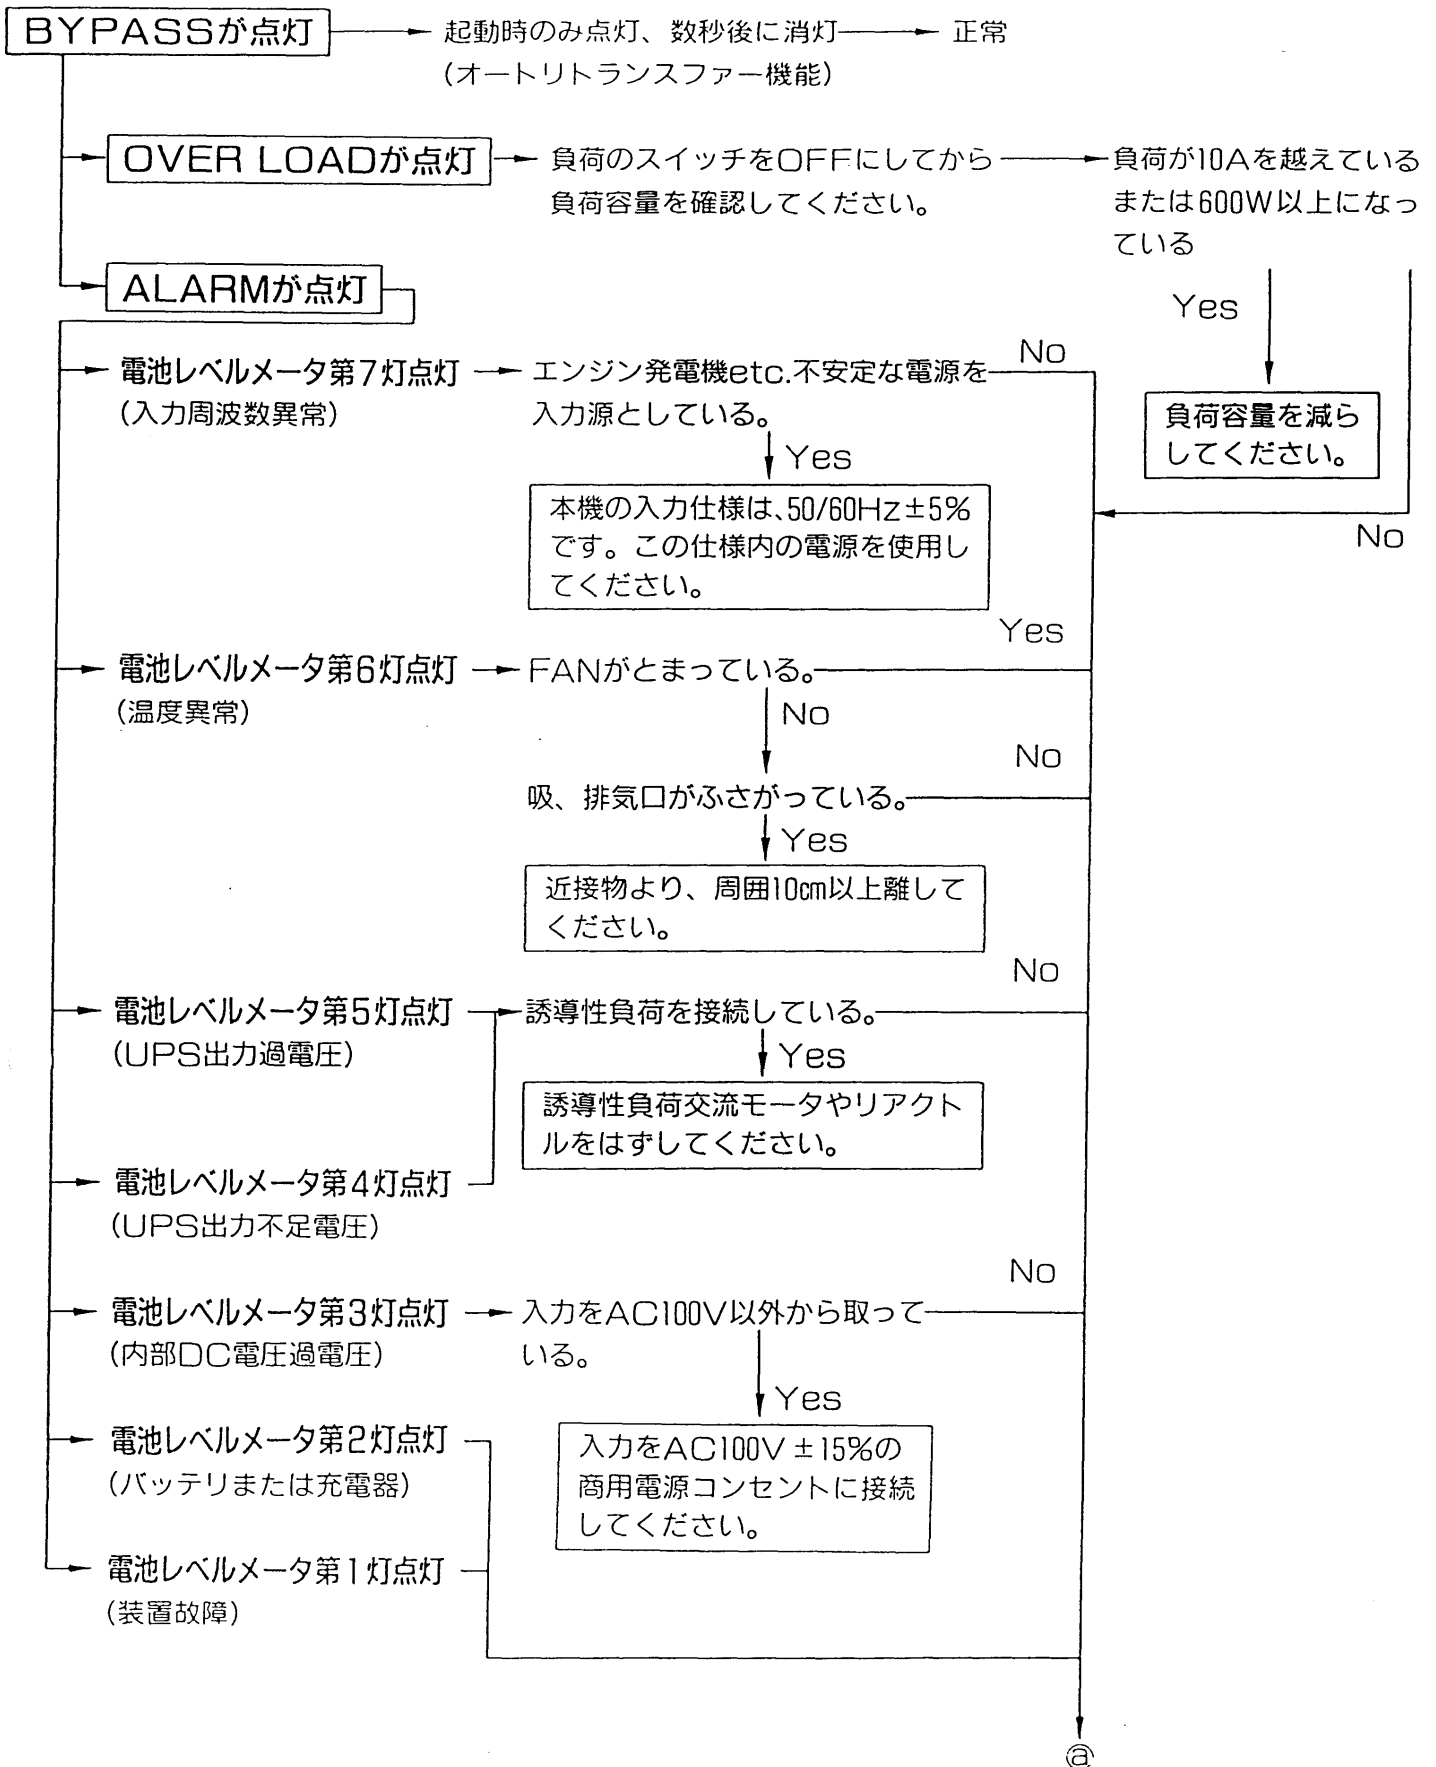 BYPASSが点灯
起動時のみ点灯、数秒後に消灯
正常
(オートリトランスファー機能)
OVER LOADが点灯
負荷のスイッチをOFFにしてから
負荷容量を確認してください。
負荷が10Aを越えている
または600W以上になっ
ている
ALARMが点灯
Yes
No
負荷容量を減ら
してください。
電池レベルメータ第7灯点灯
(入力周波数異常)
エンジン発電機etc.不安定な電源を
入力源としている。
No
Yes
本機の入力仕様は、50/60Hz±5%
です。この仕様内の電源を使用し
てください。
電池レベルメータ第6灯点灯
(温度異常)
FANがとまっている。
Yes
No
吸、排気口がふさがっている。
No
Yes
近接物より、周囲10cm以上離して
ください。
電池レベルメータ第5灯点灯
(UPS出力過電圧)
誘導性負荷を接続している。
No
Yes
誘導性負荷交流モータやリアクト
ルをはずしてください。
電池レベルメータ第4灯点灯
(UPS出力不足電圧)
電池レベルメータ第3灯点灯
(内部DC電圧過電圧)
入力をAC100V以外から取って
いる。
No
Yes
入力をAC100V±15%の
商用電源コンセントに接続
してください。
電池レベルメータ第2灯点灯
(バッテリまたは充電器)
電池レベルメータ第1灯点灯
(装置故障)
ⓐ